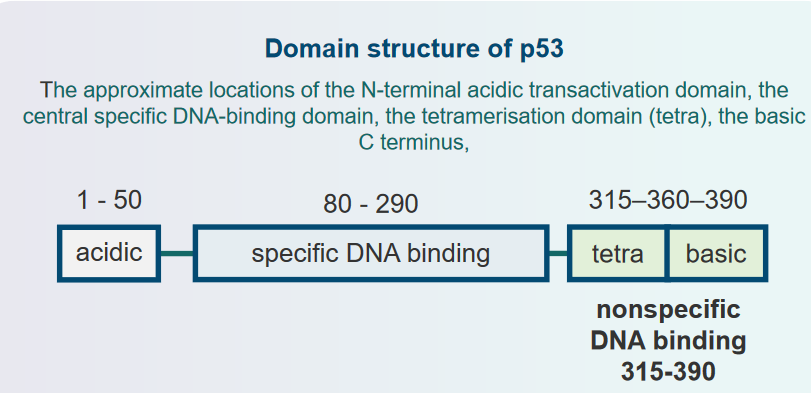 Domain structure of p53
The approximate locations of the N-terminal acidic transactivation domain, the
central specific DNA-binding domain, the tetramerisation domain (tetra), the basic
C terminus,
1 - 50
80 - 290
315–360–390
acidic
specific DNA binding
tetra
basic
nonspecific
DNA binding
315-390